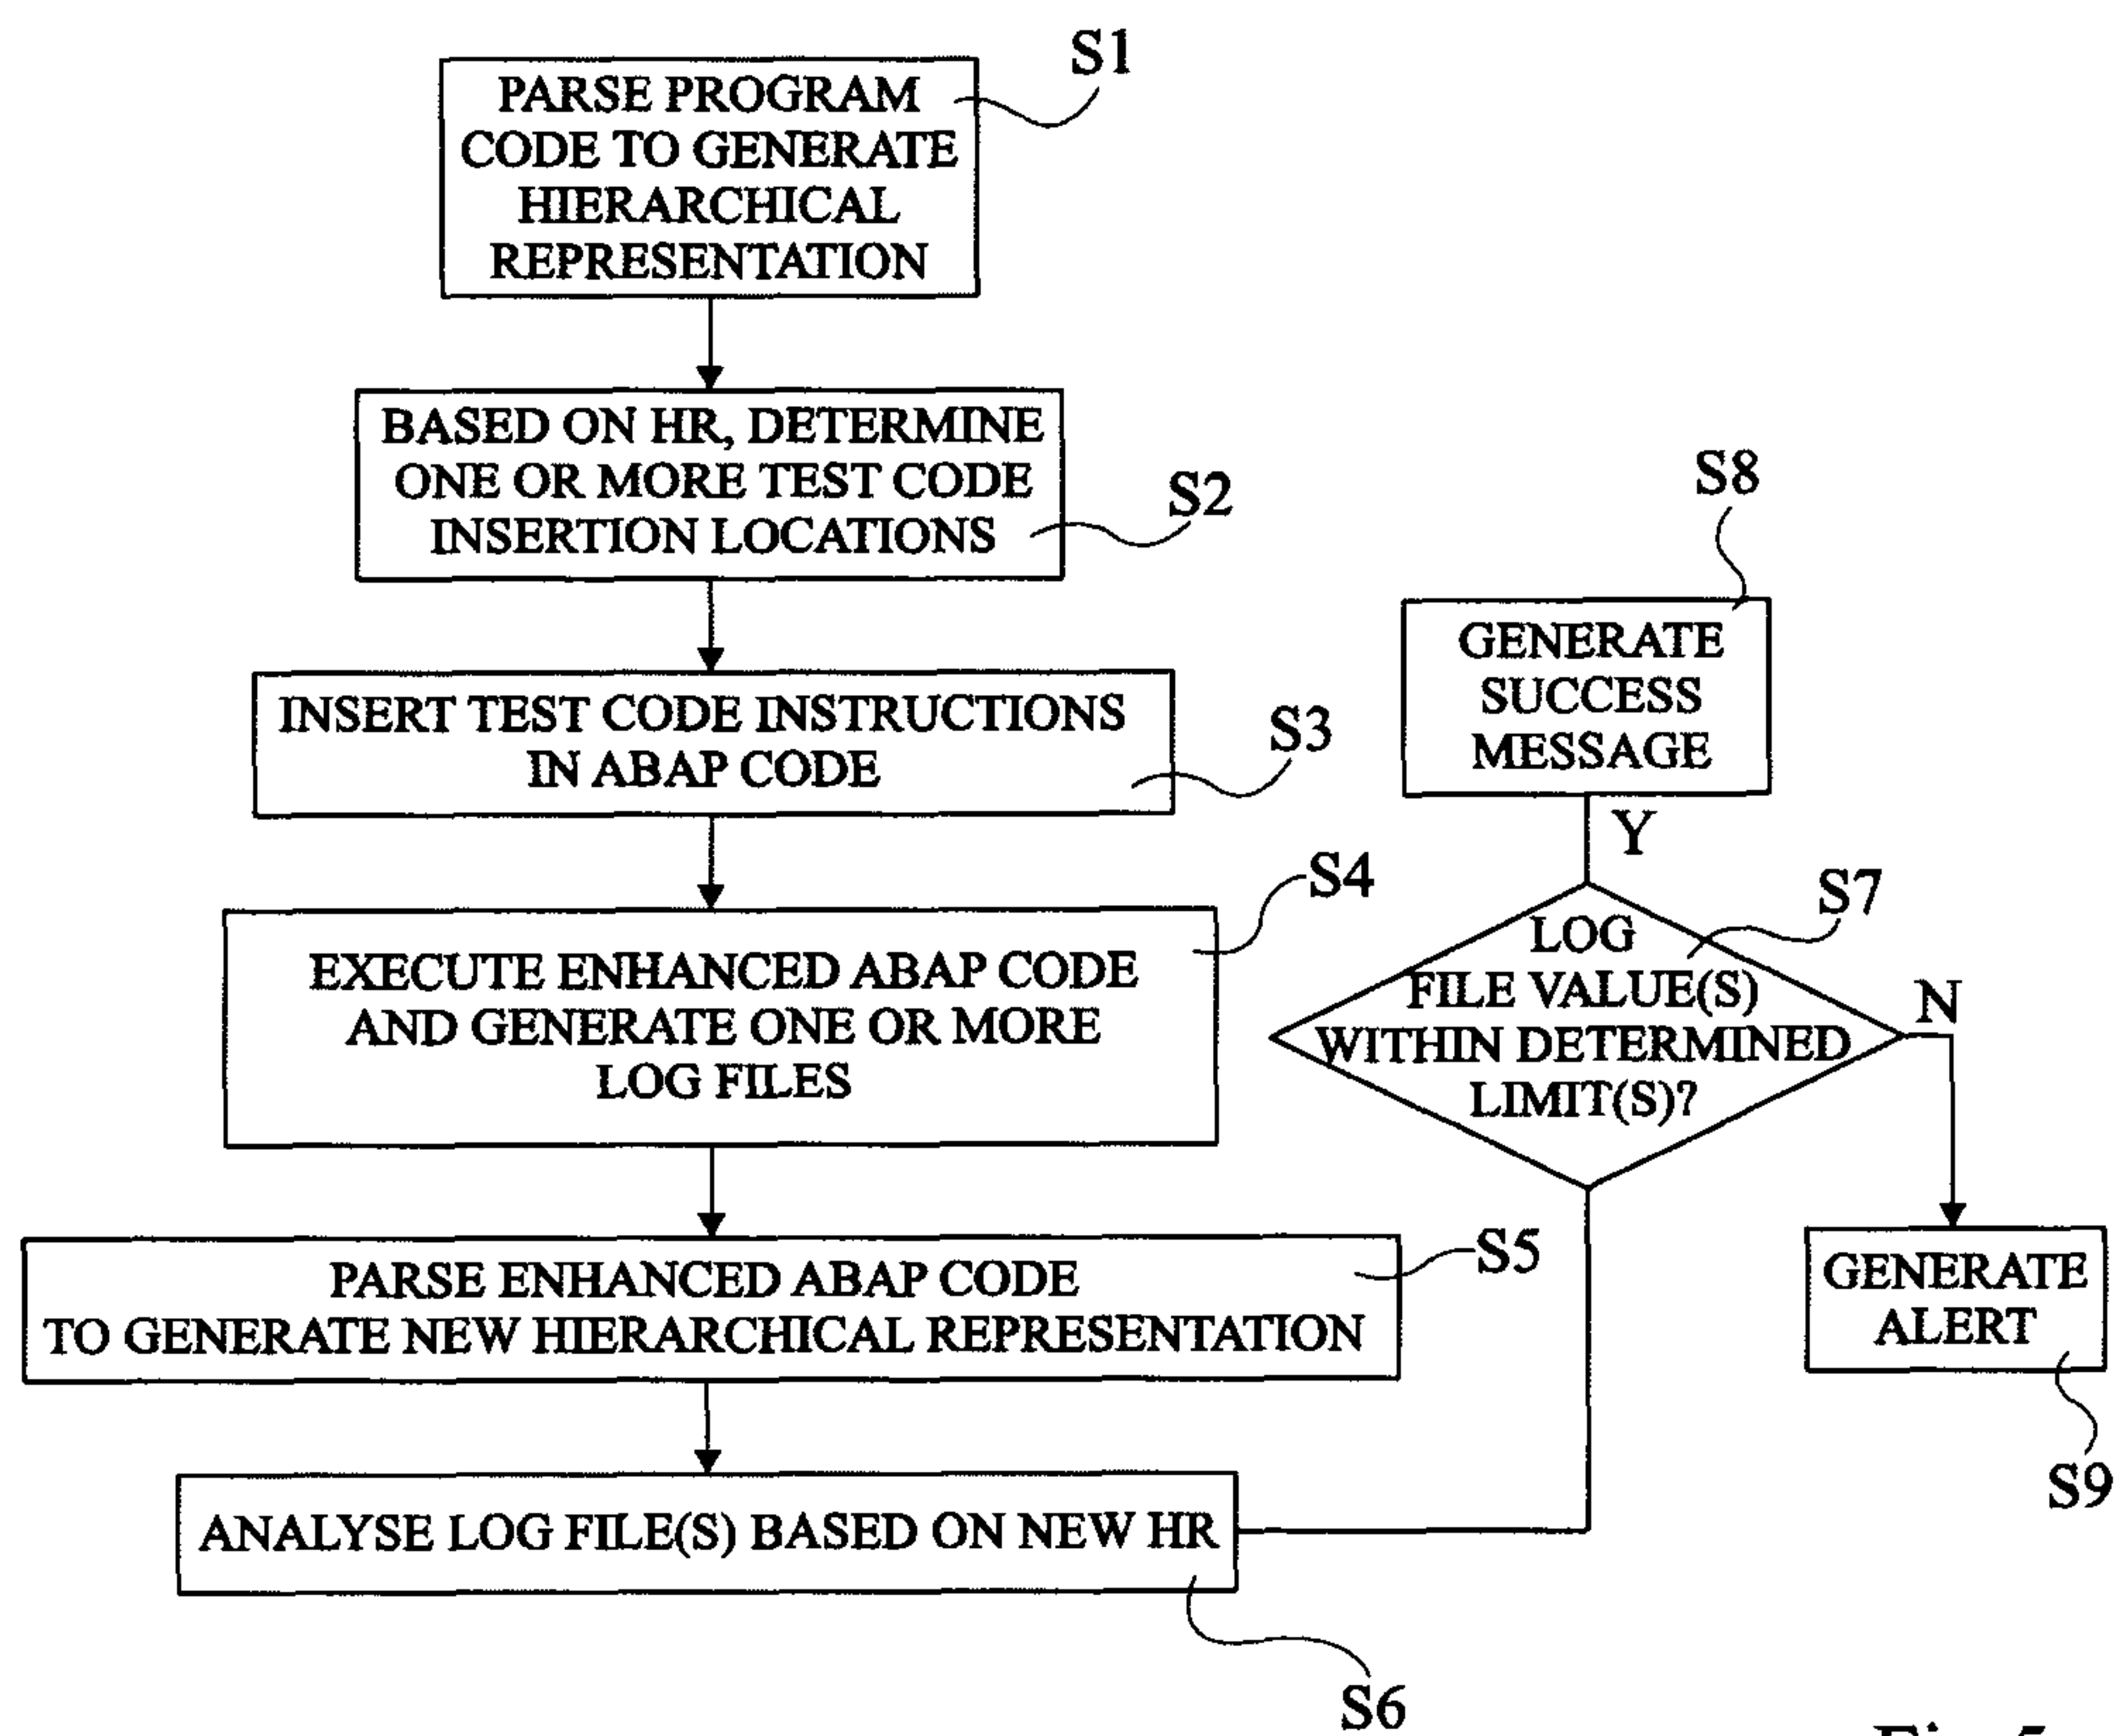 S1
PARSE PROGRAM
CODE TO GENERATE
HIERARCHICAL
REPRESENTATION
BASED ON HR, DETERMINE
ONE OR MORE TEST CODE
INSERTION LOCATIONS
S2
INSERT TEST CODE INSTRUCTIONS
IN ABAP CODE
S3
EXECUTE ENHANCED ABAP CODE
AND GENERATE ONE OR MORE
LOG FILES
S4
PARSE ENHANCED ABAP CODE
TO GENERATE NEW HIERARCHICAL REPRESENTATION
S5
ANALYSE LOG FILE(S) BASED ON NEW HR
S6
S8
GENERATE
SUCCESS
MESSAGE
Y
S7
LOG
FILE VALUE(S)
WITHIN DETERMINED
LIMIT(S)?
N
GENERATE
ALERT
S9